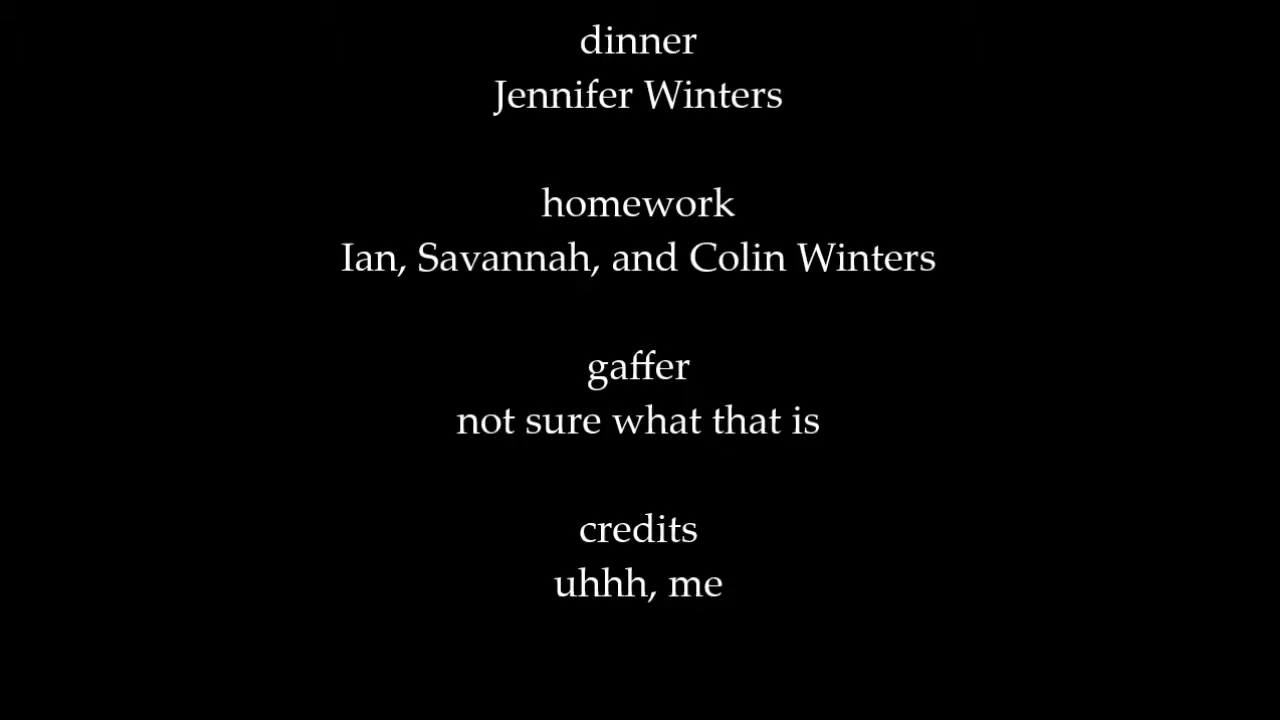 dinner
Jennifer Winters
homework
Ian, Savannah, and Colin Winters
gaffer
not sure what that is
credits
uhhh, me